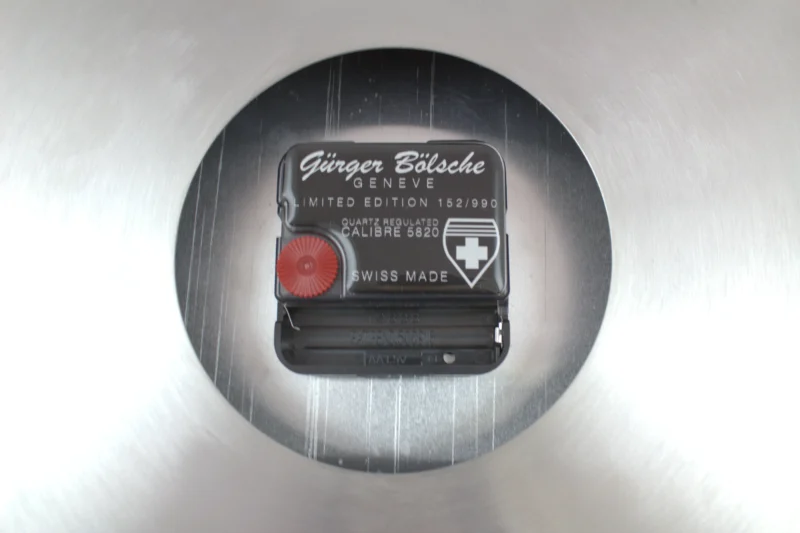 Gürger Bölsche
GENEVE
LIMITED EDITION 152/990
QUARTZ REGULATED
CALIBRE 5820
SWISS MADE